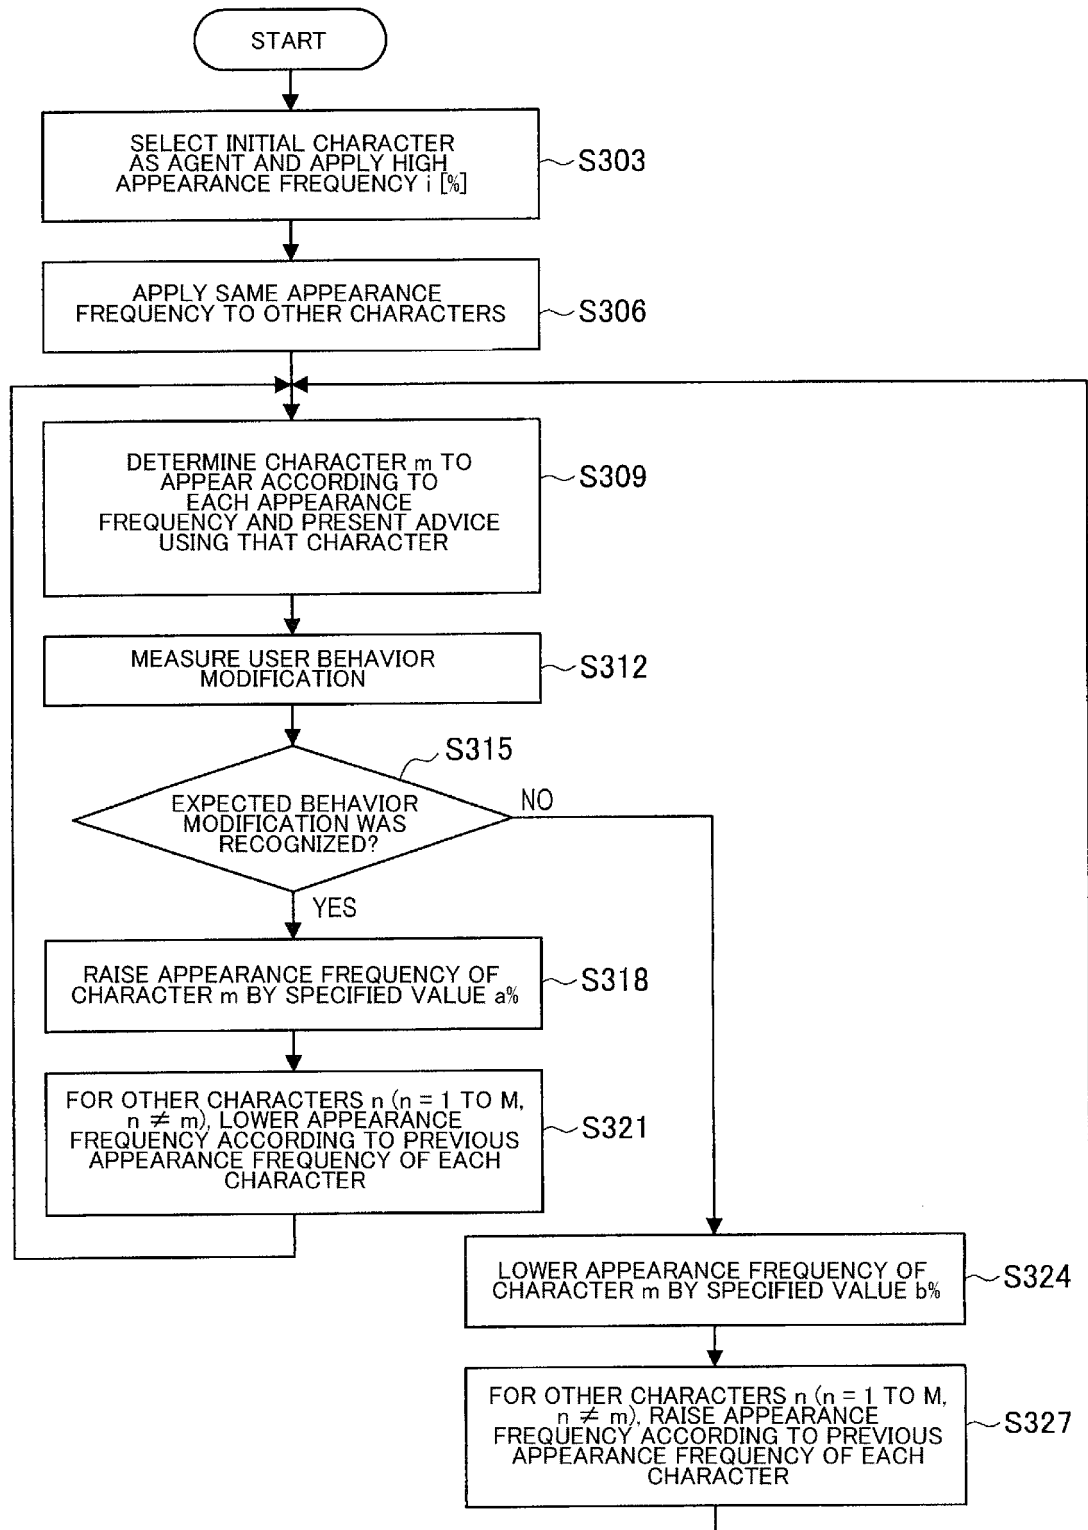 START
SELECT INITIAL CHARACTER
AS AGENT AND APPLY HIGH
APPEARANCE FREQUENCY i [%]
S303
APPLY SAME APPEARANCE
FREQUENCY TO OTHER CHARACTERS
S306
DETERMINE CHARACTER m TO
APPEAR ACCORDING TO
EACH APPEARANCE
FREQUENCY AND PRESENT ADVICE
USING THAT CHARACTER
S309
MEASURE USER BEHAVIOR
MODIFICATION
S312
S315
EXPECTED BEHAVIOR
MODIFICATION WAS
RECOGNIZED?
NO
YES
RAISE APPEARANCE FREQUENCY OF
CHARACTER m BY SPECIFIED VALUE a%
S318
FOR OTHER CHARACTERS n (n = 1 TO M,
n ≠ m), LOWER APPEARANCE
FREQUENCY ACCORDING TO PREVIOUS
APPEARANCE FREQUENCY OF EACH
CHARACTER
S321
LOWER APPEARANCE FREQUENCY OF
CHARACTER m BY SPECIFIED VALUE b%
S324
FOR OTHER CHARACTERS n (n = 1 TO M,
n ≠ m), RAISE APPEARANCE
FREQUENCY ACCORDING TO PREVIOUS
APPEARANCE FREQUENCY OF EACH
CHARACTER
S327